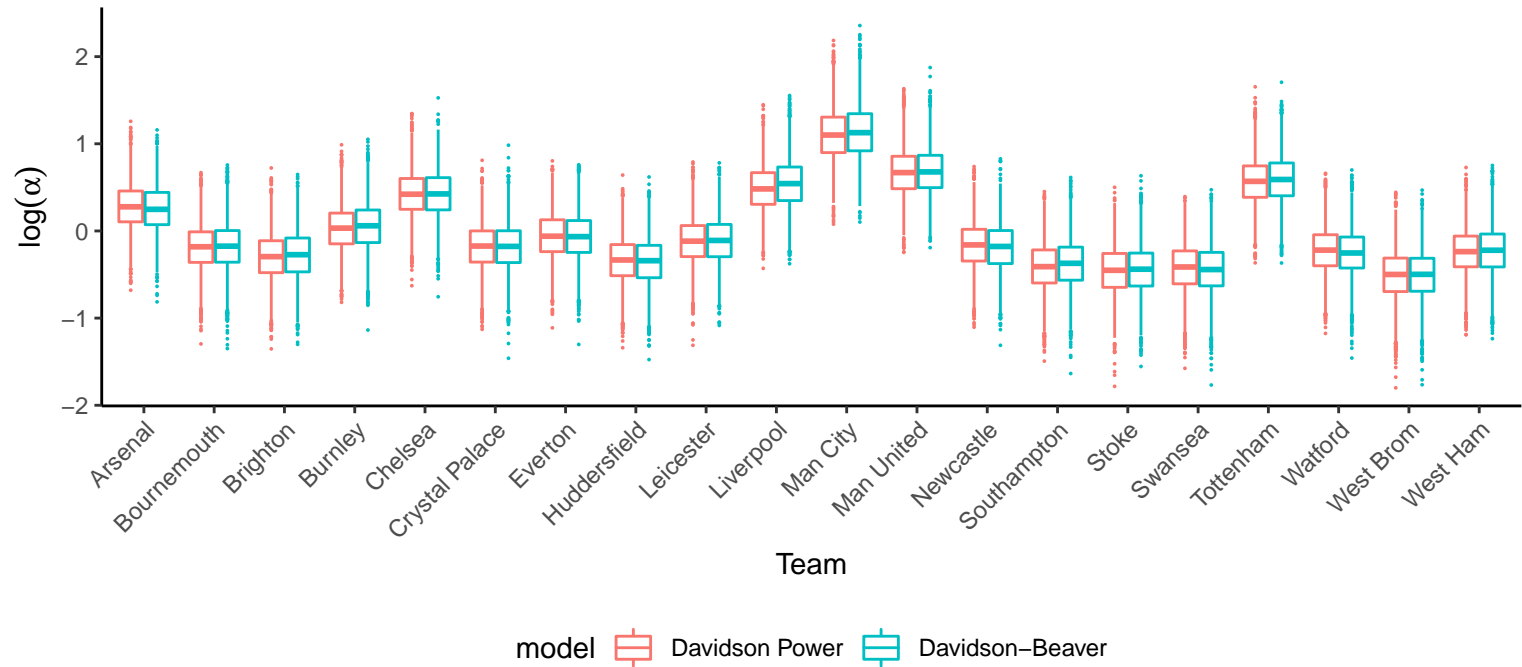 log(α)
2
1
0
−1
−2
Arsenal
Bournemouth
Brighton
Burnley
Chelsea
Crystal Palace
Everton
Huddersfield
Leicester
Liverpool
Man City
Man United
Newcastle
Southampton
Stoke
Swansea
Tottenham
Watford
West Brom
West Ham
Team
model Davidson Power Davidson−Beaver